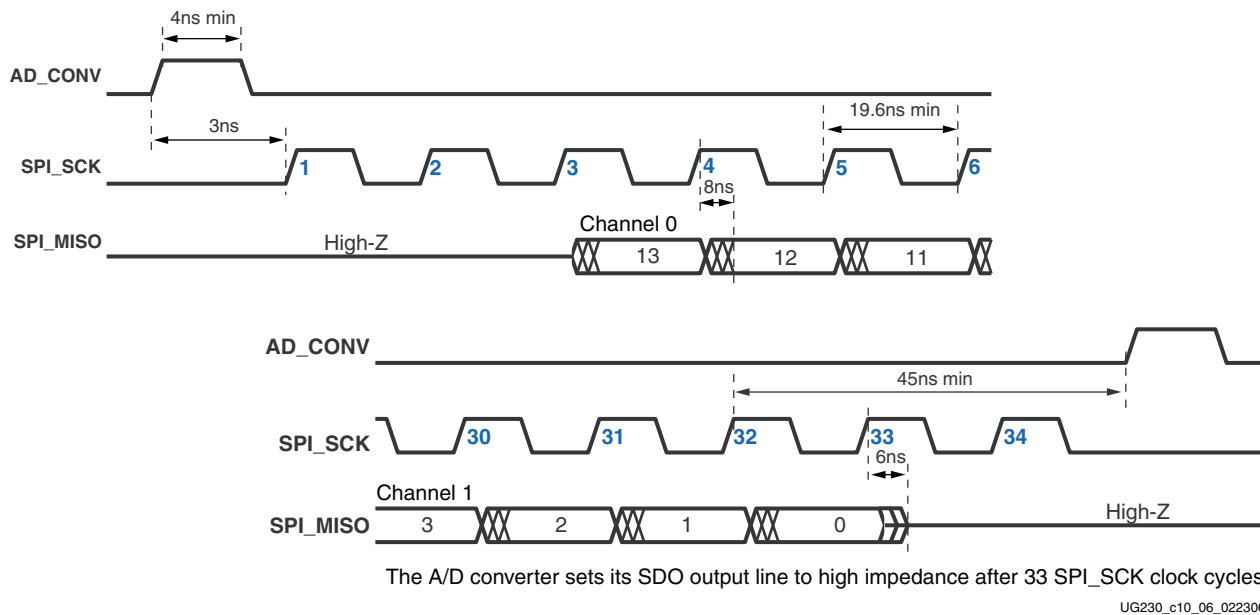 4ns min
AD_CONV
3ns
19.6ns min
SPI_SCK
1 2 3 4 5 6
8ns
Channel 0
SPI_MISO
High-Z
13 12 11
AD_CONV
45ns min
SPI_SCK
30 31 32 33 34
6ns
Channel 1
SPI_MISO
3 2 1 0
High-Z
The A/D converter sets its SDO output line to high impedance after 33 SPI_SCK clock cycles
UG230_c10_06_022306